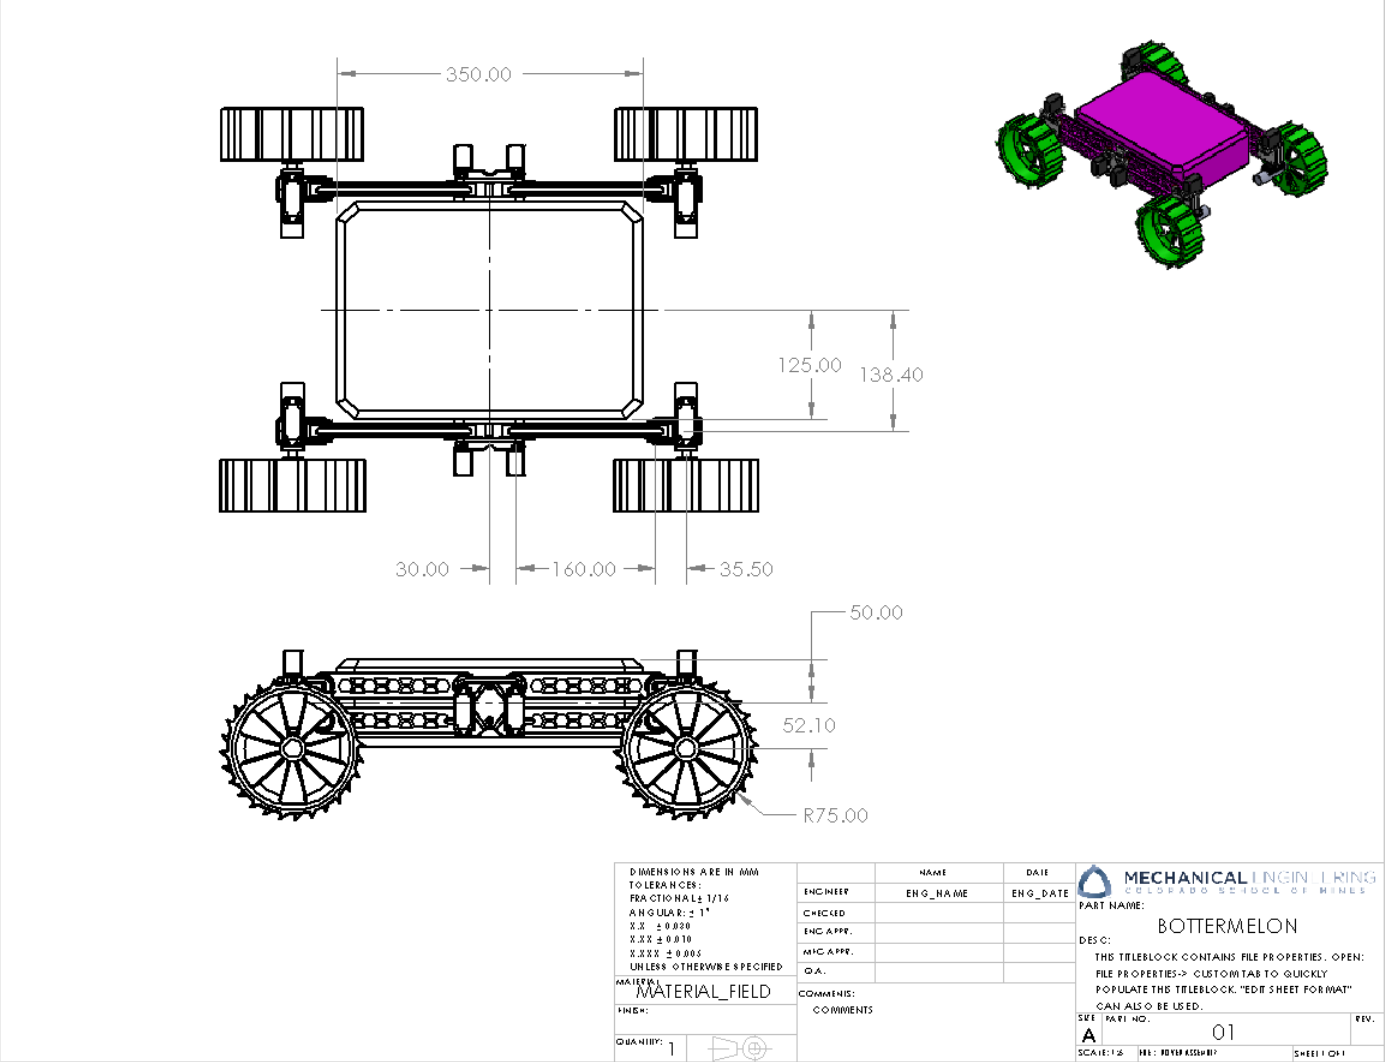 350.00
125.00
138.40
30.00
160.00
35.50
50.00
52.10
R75.00
DIMENSIONS ARE IN MM
TOLERANCES:
FRACTIONAL± 1/16
ANGULAR: ± 1°
X.X ± 0.020
X.XX ± 0.010
X.XXX ± 0.005
UNLESS OTHERWISE SPECIFIED
MATERIAL
MATERIAL_FIELD
FINISH:
QUANTITY: 1
NAME DATE
ENGINEER ENG_NAME ENG_DATE
CHECKED
ENG APPR.
MFG APPR.
Q.A.
COMMENTS:
COMMENTS
MECHANICAL ENGINEERING
COLORADO SCHOOL OF MINES
PART NAME:
BOTTERMELON
DESC:
THIS TITLEBLOCK CONTAINS FILE PROPERTIES. OPEN:
FILE PROPERTIES-> CUSTOM TAB TO QUICKLY
POPULATE THIS TITLEBLOCK. "EDIT SHEET FORMAT"
CAN ALSO BE USED.
SIZE PART NO. REV.
A 01
SCALE: FILE: ROVER ASSEMBLY SHEET 1 OF 1